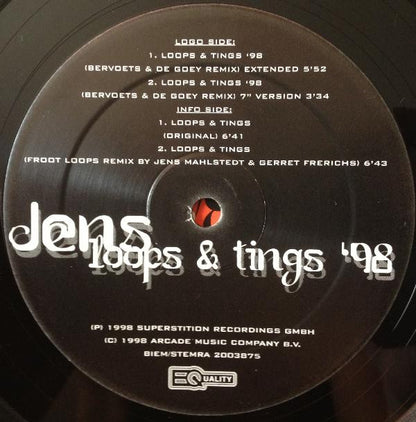 LOGO SIDE:
1. LOOPS & TINGS '98
(BERVOETS & DE GOEY REMIX) EXTENDED 5'52
2. LOOPS & TINGS '98
(BERVOETS & DE GOEY REMIX) 7" VERSION 3'34
INFO SIDE:
1. LOOPS & TINGS
(ORIGINAL) 6'41
2. LOOPS & TINGS
(FROOT LOOPS REMIX BY JENS MAHLSTEDT & GERRET FRERICHS) 6'43
Jens
loops & tings '98
(P) 1998 SUPERSTITION RECORDINGS GMBH
(C) 1998 ARCADE MUSIC COMPANY B.V.
BIEM/STEMRA 2003875
EQUALITY